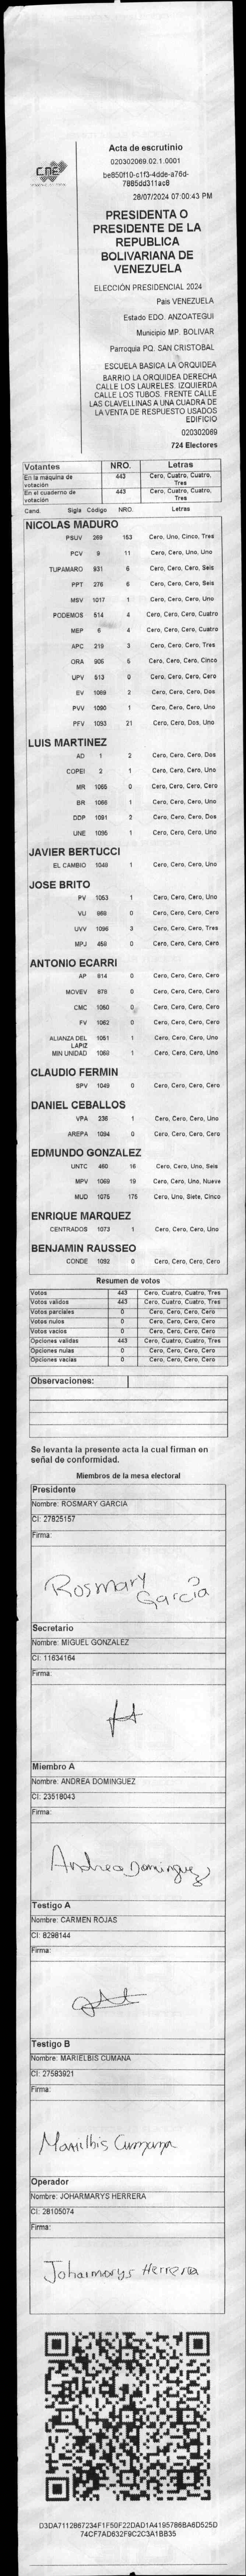 Acta de escrutinio
020302069.02.1.0001
be850f10-c1f3-4dde-a76d-
7885dd311ac8
28/07/2024 07:00:43 PM
CNE
PRESIDENTA O
PRESIDENTE DE LA
REPUBLICA
BOLIVARIANA DE
VENEZUELA
ELECCIÓN PRESIDENCIAL 2024
Pais VENEZUELA
Estado EDO. ANZOATEGUI
Municipio MP. BOLIVAR
Parroquia PQ. SAN CRISTOBAL
ESCUELA BASICA LA ORQUIDEA
BARRIO LA ORQUIDEA DERECHA
CALLE LOS LAURELES. IZQUIERDA
CALLE LOS TUBOS. FRENTE CALLE
LAS CLAVELLINAS A UNA CUADRA DE
LA VENTA DE RESPUESTO USADOS
EDIFICIO
020302069
724 Electores
Votantes NRO. Letras
En la maquina de votación 443 Cero, Cuatro, Cuatro, Tres
En el cuaderno de votación 443 Cero, Cuatro, Cuatro, Tres
Cand. Sigla Código NRO. Letras
NICOLAS MADURO
PSUV 269 153 Cero, Uno, Cinco, Tres
PCV 9 11 Cero, Cero, Uno, Uno
TUPAMARO 831 6 Cero, Cero, Cero, Seis
PPT 276 6 Cero, Cero, Cero, Seis
MSV 1017 1 Cero, Cero, Cero, Uno
PODEMOS 514 4 Cero, Cero, Cero, Cuatro
MEP 6 4 Cero, Cero, Cero, Cuatro
APC 219 3 Cero, Cero, Cero, Tres
ORA 906 5 Cero, Cero, Cero, Cinco
UPV 513 0 Cero, Cero, Cero, Cero
EV 1089 2 Cero, Cero, Cero, Dos
PVV 1090 1 Cero, Cero, Cero, Uno
PFV 1093 21 Cero, Cero, Dos, Uno
LUIS MARTINEZ
AD 1 2 Cero, Cero, Cero, Dos
COPEI 2 1 Cero, Cero, Cero, Uno
MR 1065 0 Cero, Cero, Cero, Cero
BR 1066 1 Cero, Cero, Cero, Uno
DDP 1091 2 Cero, Cero, Cero, Dos
UNE 1095 1 Cero, Cero, Cero, Uno
JAVIER BERTUCCI
EL CAMBIO 1048 1 Cero, Cero, Cero, Uno
JOSE BRITO
PV 1053 1 Cero, Cero, Cero, Uno
VU 969 0 Cero, Cero, Cero, Cero
UVV 1096 3 Cero, Cero, Cero, Tres
MPJ 458 0 Cero, Cero, Cero, Cero
ANTONIO ECARRI
AP 814 0 Cero, Cero, Cero, Cero
MOVEV 878 0 Cero, Cero, Cero, Cero
CMC 1050 0 Cero, Cero, Cero, Cero
FV 1052 0 Cero, Cero, Cero, Cero
ALIANZA DEL LAPIZ 1051 1 Cero, Cero, Cero, Uno
MIN UNIDAD 1068 1 Cero, Cero, Cero, Uno
CLAUDIO FERMIN
SPV 1049 0 Cero, Cero, Cero, Cero
DANIEL CEBALLOS
VPA 236 1 Cero, Cero, Cero, Uno
AREPA 1094 0 Cero, Cero, Cero, Cero
EDMUNDO GONZALEZ
UNTC 460 16 Cero, Cero, Uno, Seis
MPV 1069 19 Cero, Cero, Uno, Nueve
MUD 1075 175 Cero, Uno, Siete, Cinco
ENRIQUE MARQUEZ
CENTRADOS 1073 1 Cero, Cero, Cero, Uno
BENJAMIN RAUSSEO
CONDE 1092 0 Cero, Cero, Cero, Cero
Resumen de votos
Votos 443 Cero, Cuatro, Cuatro, Tres
Votos validos 443 Cero, Cuatro, Cuatro, Tres
Votos parciales 0 Cero, Cero, Cero, Cero
Votos nulos 0 Cero, Cero, Cero, Cero
Votos vacios 0 Cero, Cero, Cero, Cero
Opciones validas 443 Cero, Cuatro, Cuatro, Tres
Opciones nulas 0 Cero, Cero, Cero, Cero
Opciones vacias 0 Cero, Cero, Cero, Cero
Observaciones:
Se levanta la presente acta la cual firman en
señal de conformidad.
Miembros de la mesa electoral
Presidente
Nombre: ROSMARY GARCIA
CI: 27825157
Firma:
Rosmary García
Secretario
Nombre: MIGUEL GONZALEZ
CI: 11634164
Firma:
Miembro A
Nombre: ANDREA DOMINGUEZ
CI: 23518043
Firma:
Andrea Dominguez
Testigo A
Nombre: CARMEN ROJAS
CI: 8298144
Firma:
Testigo B
Nombre: MARIELBIS CUMANA
CI: 27583921
Firma:
Marielbis Cumana
Operador
Nombre: JOHARMARYS HERRERA
CI: 28105074
Firma:
Joharmarys Herrera
D3DA7112867234F1F50F22DAD1A4195786BA6D525D
74CF7AD632F9C2C3A1BB35